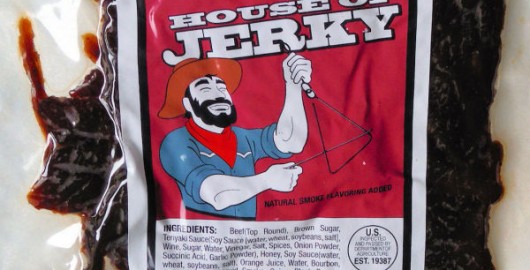 HOUSE OF
JERKY
NATURAL SMOKE FLAVORING ADDED
INGREDIENTS: Beef(Top Round), Brown Sugar,
Teriyaki Sauce(Soy Sauce (water, wheat, soybeans, salt),
Wine, Sugar, Water, Vinegar, Salt, Spices, Onion Powder,
Succinic Acid, Garlic Powder), Honey, Soy Sauce(water,
wheat, soybeans, salt), Orange Juice, Water, Bourbon,
U.S.
INSPECTED
AND PASSED BY
DEPARTMENT OF
AGRICULTURE
EST. 19387